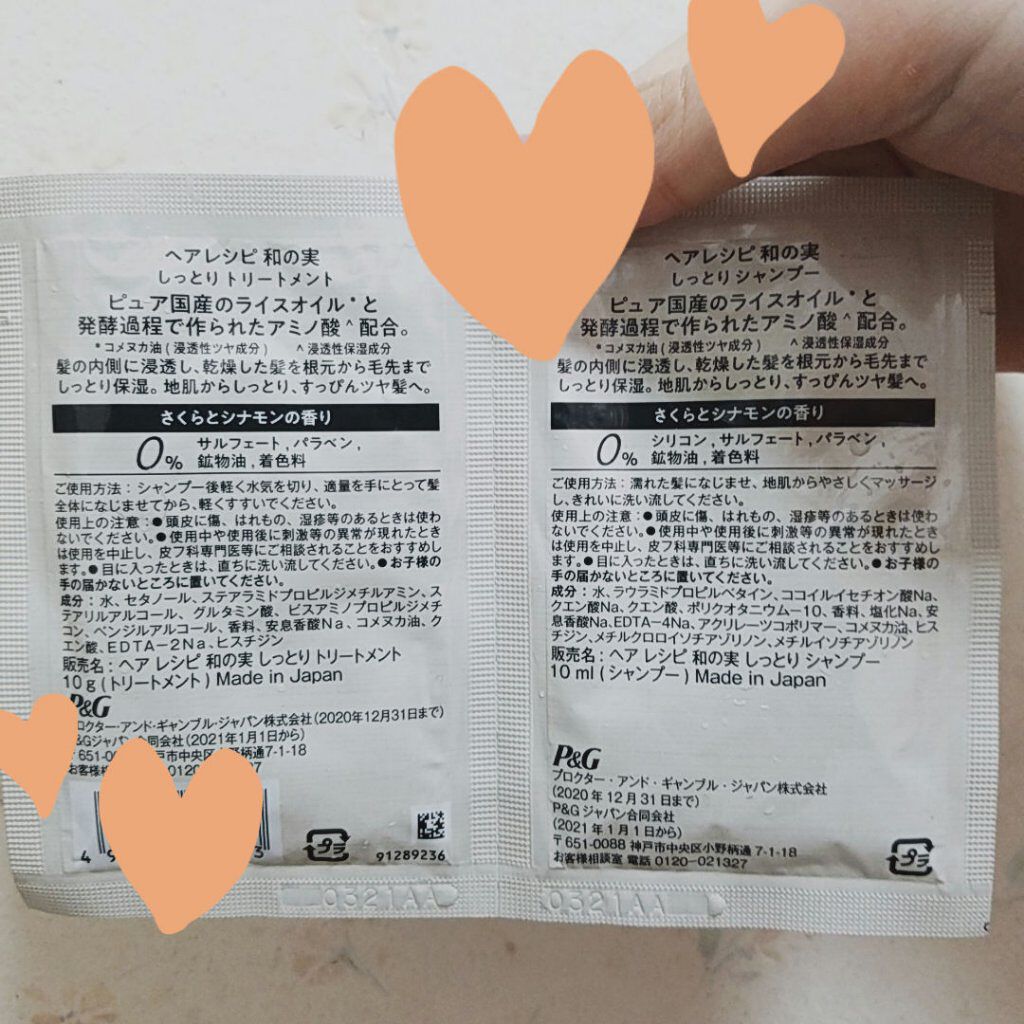 ヘアレシピ 和の実
しっとり トリートメント
ピュア国産のライスオイル*と
発酵過程で作られたアミノ酸^配合。
*コメヌカ油(浸透性ツヤ成分) ^浸透性保湿成分
髪の内側に浸透し、乾燥した髪を根元から毛先まで
しっとり保湿。地肌からしっとり、すっぴんツヤ髪へ。
さくらとシナモンの香り
0% サルフェート,パラベン,
鉱物油,着色料
ご使用方法:シャンプー後軽く水気を切り、適量を手にとって髪
全体になじませてから、軽くすすいでください。
使用上の注意:●頭皮に傷、はれもの、湿疹等のあるときは使わ
ないでください。●使用中や使用後に刺激等の異常が現れたとき
は使用を中止し、皮フ科専門医等にご相談されることをおすすめし
ます。●目に入ったときは、直ちに洗い流してください。●お子様の
手の届かないところに置いてください。
成分:水、セタノール、ステアラミドプロピルジメチルアミン、ス
テアリルアルコール、グルタミン酸、ビスアミノプロピルジメチ
コン、ベンジルアルコール、香料、安息香酸Na、コメヌカ油、ク
エン酸、EDTA-2Na、ヒスチジン
販売名:ヘア レシピ 和の実 しっとり トリートメント
10g(トリートメント) Made in Japan
P&G
プロクター・アンド・ギャンブル・ジャパン株式会社(2020年12月31日まで)
P&Gジャパン合同会社(2021年1月1日から)
〒651-0 戸市中央区小野柄通7-1-18
お客様 0120 7
4 9 3
プラ
91289236
0321AA
ヘアレシピ 和の実
しっとり シャンプー
ピュア国産のライスオイル*と
発酵過程で作られたアミノ酸^配合。
*コメヌカ油(浸透性ツヤ成分) ^浸透性保湿成分
髪の内側に浸透し、乾燥した髪を根元から毛先まで
しっとり保湿。地肌からしっとり、すっぴんツヤ髪へ。
さくらとシナモンの香り
0% シリコン,サルフェート,パラベン,
鉱物油,着色料
ご使用方法:濡れた髪になじませ、地肌からやさしくマッサージ
し、きれいに洗い流してください。
使用上の注意:●頭皮に傷、はれもの、湿疹等のあるときは使わ
ないでください。●使用中や使用後に刺激等の異常が現れたとき
は使用を中止し、皮フ科専門医等にご相談されることをおすすめし
ます。●目に入ったときは、直ちに洗い流してください。●お子様の
手の届かないところに置いてください。
成分:水、ラウラミドプロピルベタイン、ココイルイセチオン酸Na、
クエン酸Na、クエン酸、ポリクオタニウム-10、香料、塩化Na、安
息香酸Na、EDTA-4Na、アクリレーツコポリマー、コメヌカ油、ヒス
チジン、メチルクロロイソチアゾリノン、メチルイソチアゾリノン
販売名:ヘア レシピ 和の実 しっとり シャンプー
10ml(シャンプー) Made in Japan
P&G
プロクター・アンド・ギャンブル・ジャパン株式会社
(2020年12月31日まで)
P&Gジャパン合同会社
(2021年1月1日から)
〒651-0088 神戸市中央区小野柄通 7-1-18
お客様相談室 電話 0120-021327
プラ
0321AA